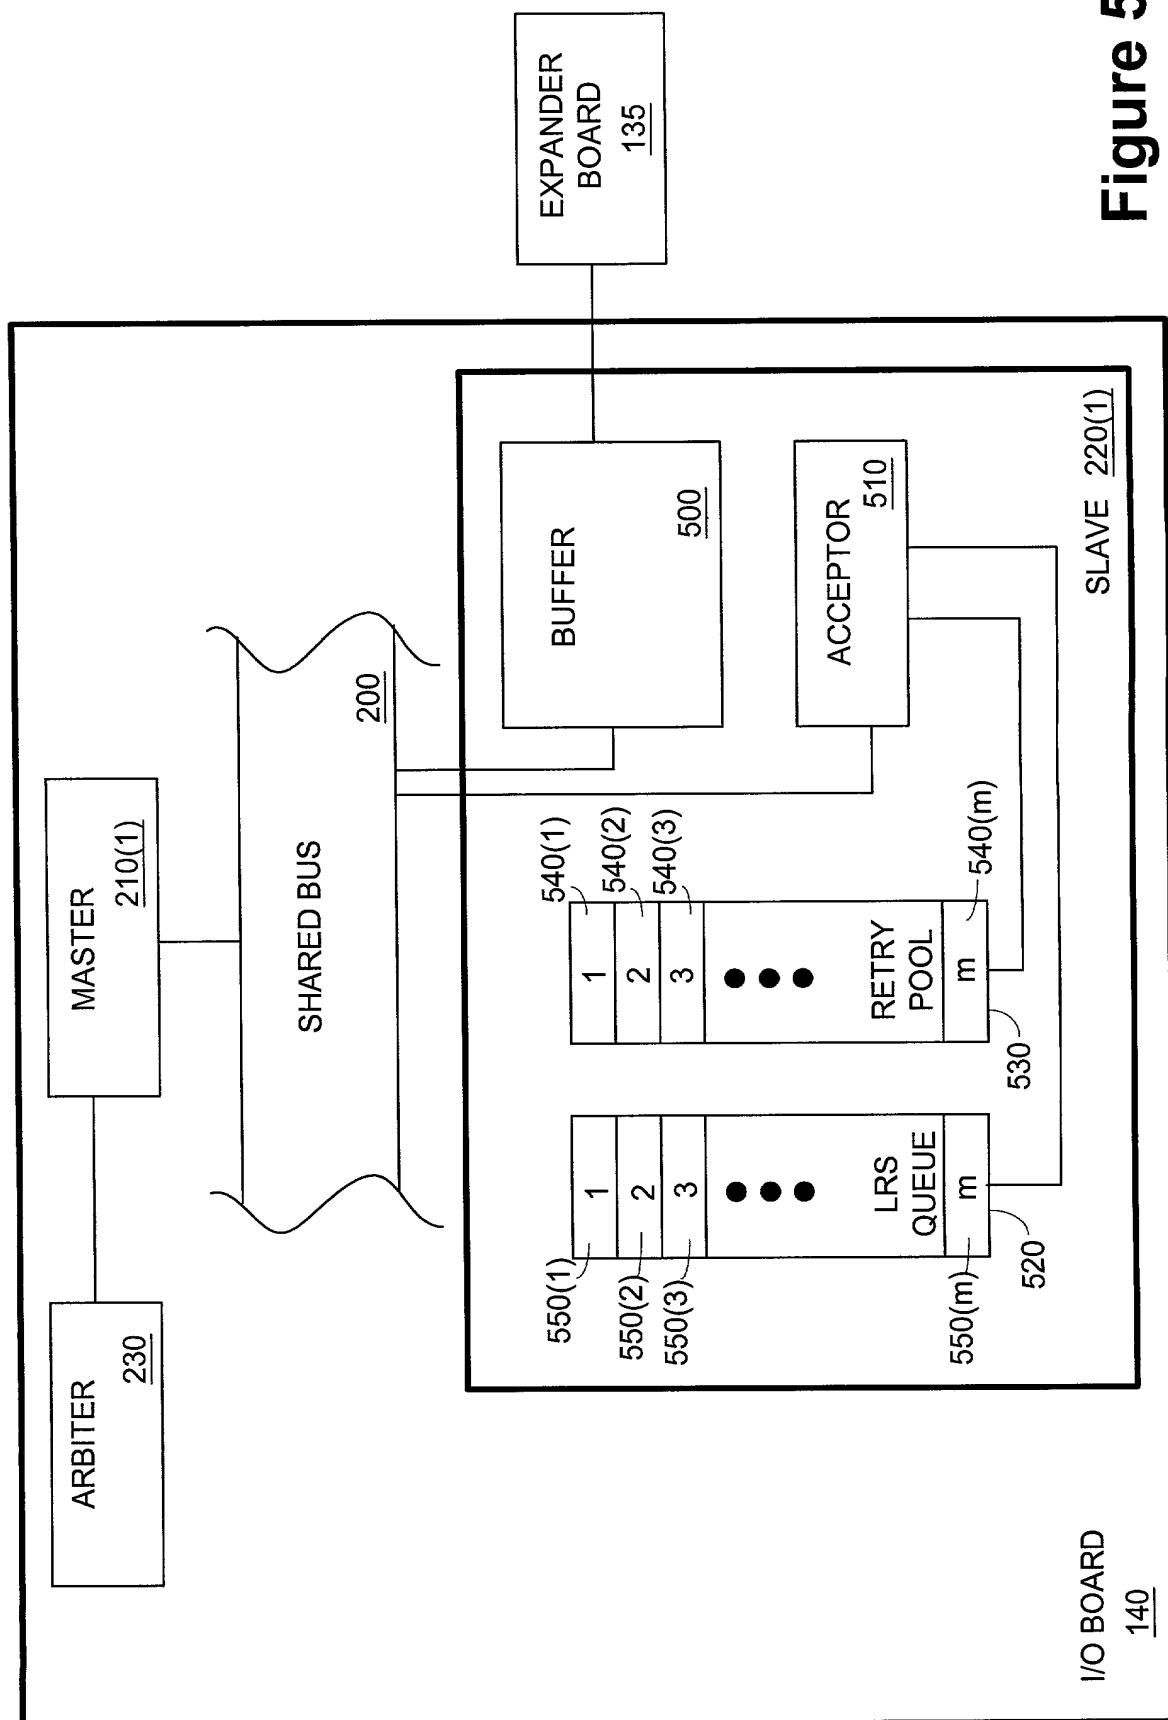 ARBITER
230
MASTER
210(1)
SHARED BUS
200
EXPANDER
BOARD
135
BUFFER
500
ACCEPTOR
510
550(1)
550(2)
550(3)
550(m)
1
2
3
LRS
QUEUE
m
520
540(1)
540(2)
540(3)
540(m)
1
2
3
RETRY
POOL
m
530
SLAVE 220(1)
I/O BOARD
140
Figure 5